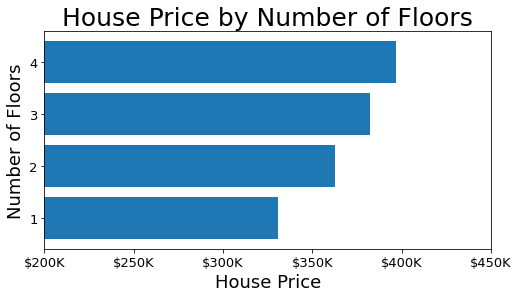 House Price by Number of Floors
Number of Floors
4
3
2
1
$200K $250K $300K $350K $400K $450K
House Price